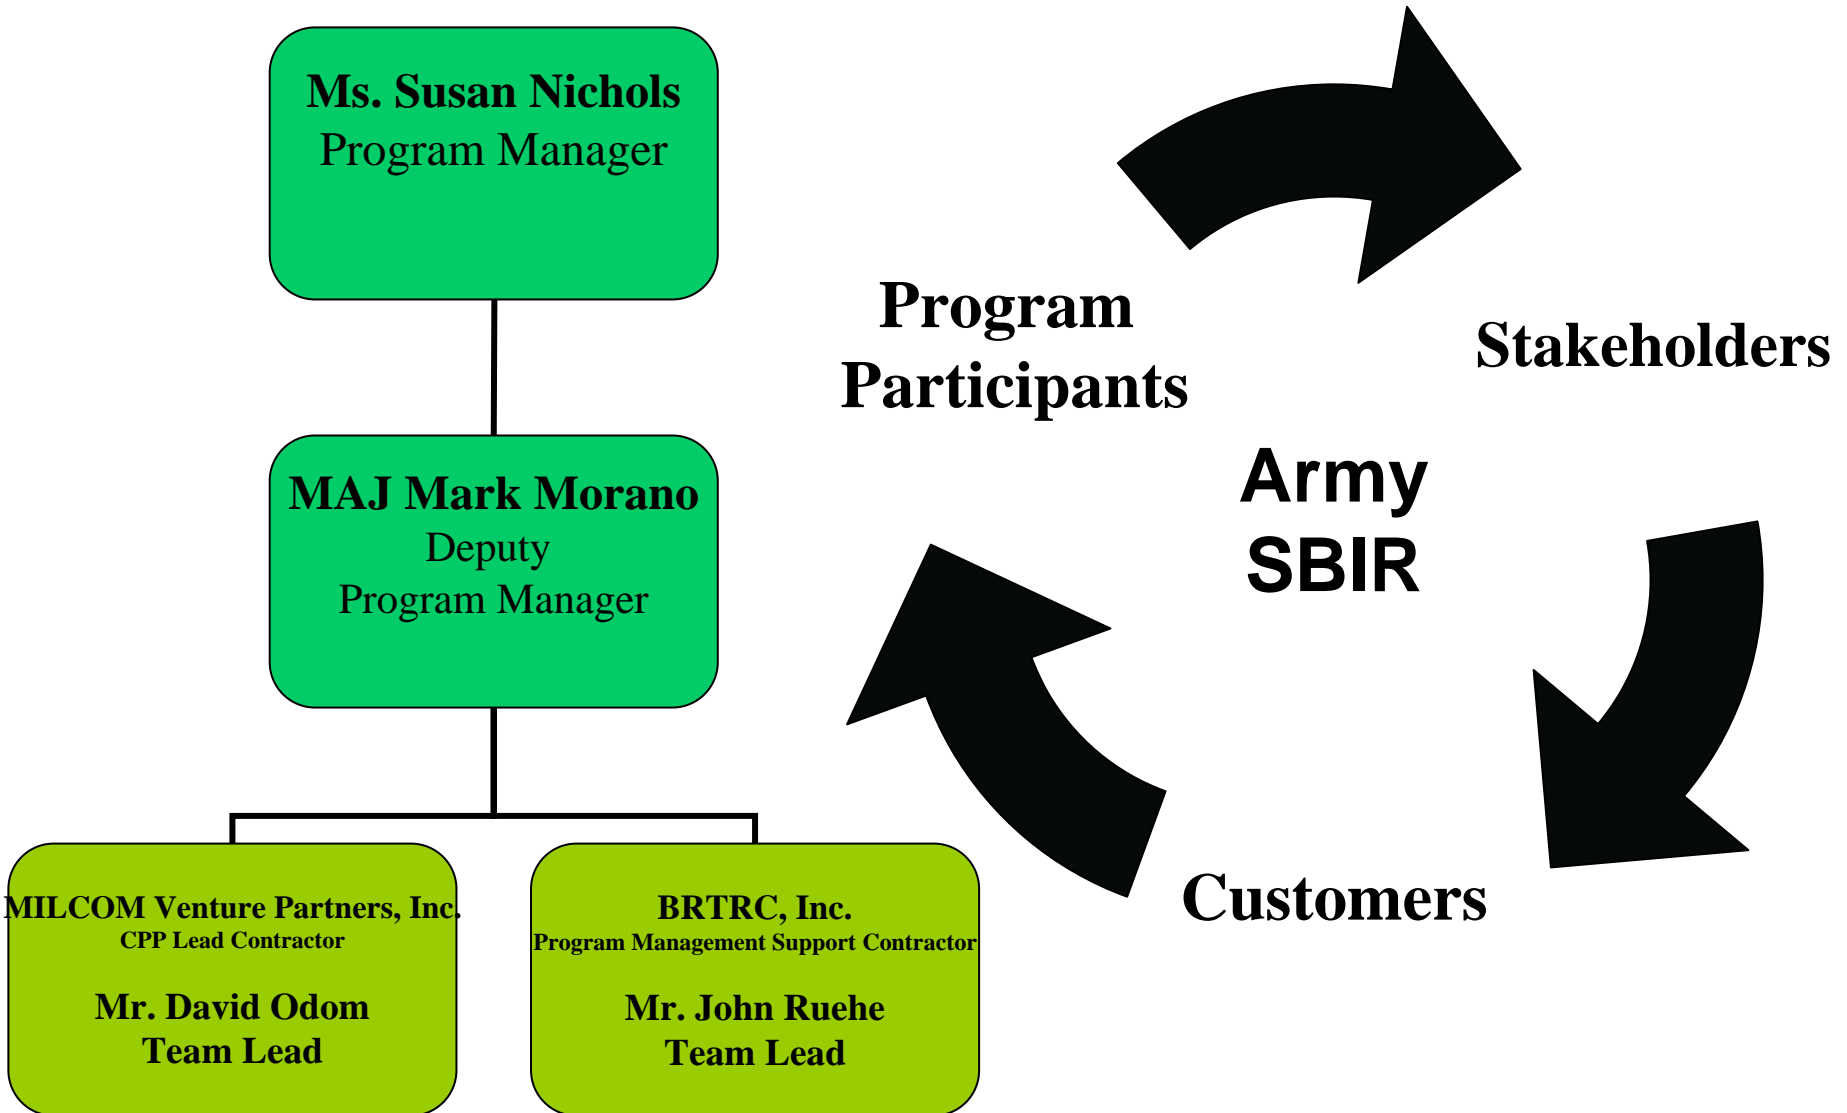 Ms. Susan Nichols
Program Manager
MAJ Mark Morano
Deputy
Program Manager
MILCOM Venture Partners, Inc.
CPP Lead Contractor
Mr. David Odom
Team Lead
BRTRC, Inc.
Program Management Support Contractor
Mr. John Ruehe
Team Lead
Program
Participants
Stakeholders
Army
SBIR
Customers